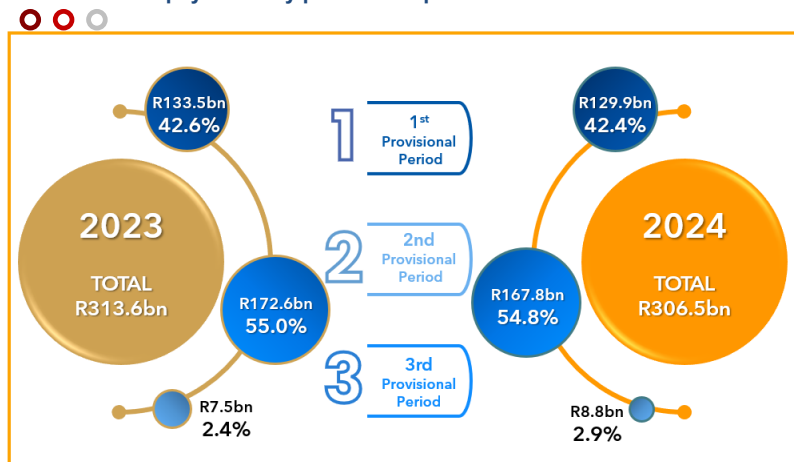 R133.5bn
42.6%
2023
TOTAL
R313.6bn
R172.6bn
55.0%
R7.5bn
2.4%
1
1st
Provisional
Period
2
2nd
Provisional
Period
3
3rd
Provisional
Period
R129.9bn
42.4%
2024
TOTAL
R306.5bn
R167.8bn
54.8%
R8.8bn
2.9%